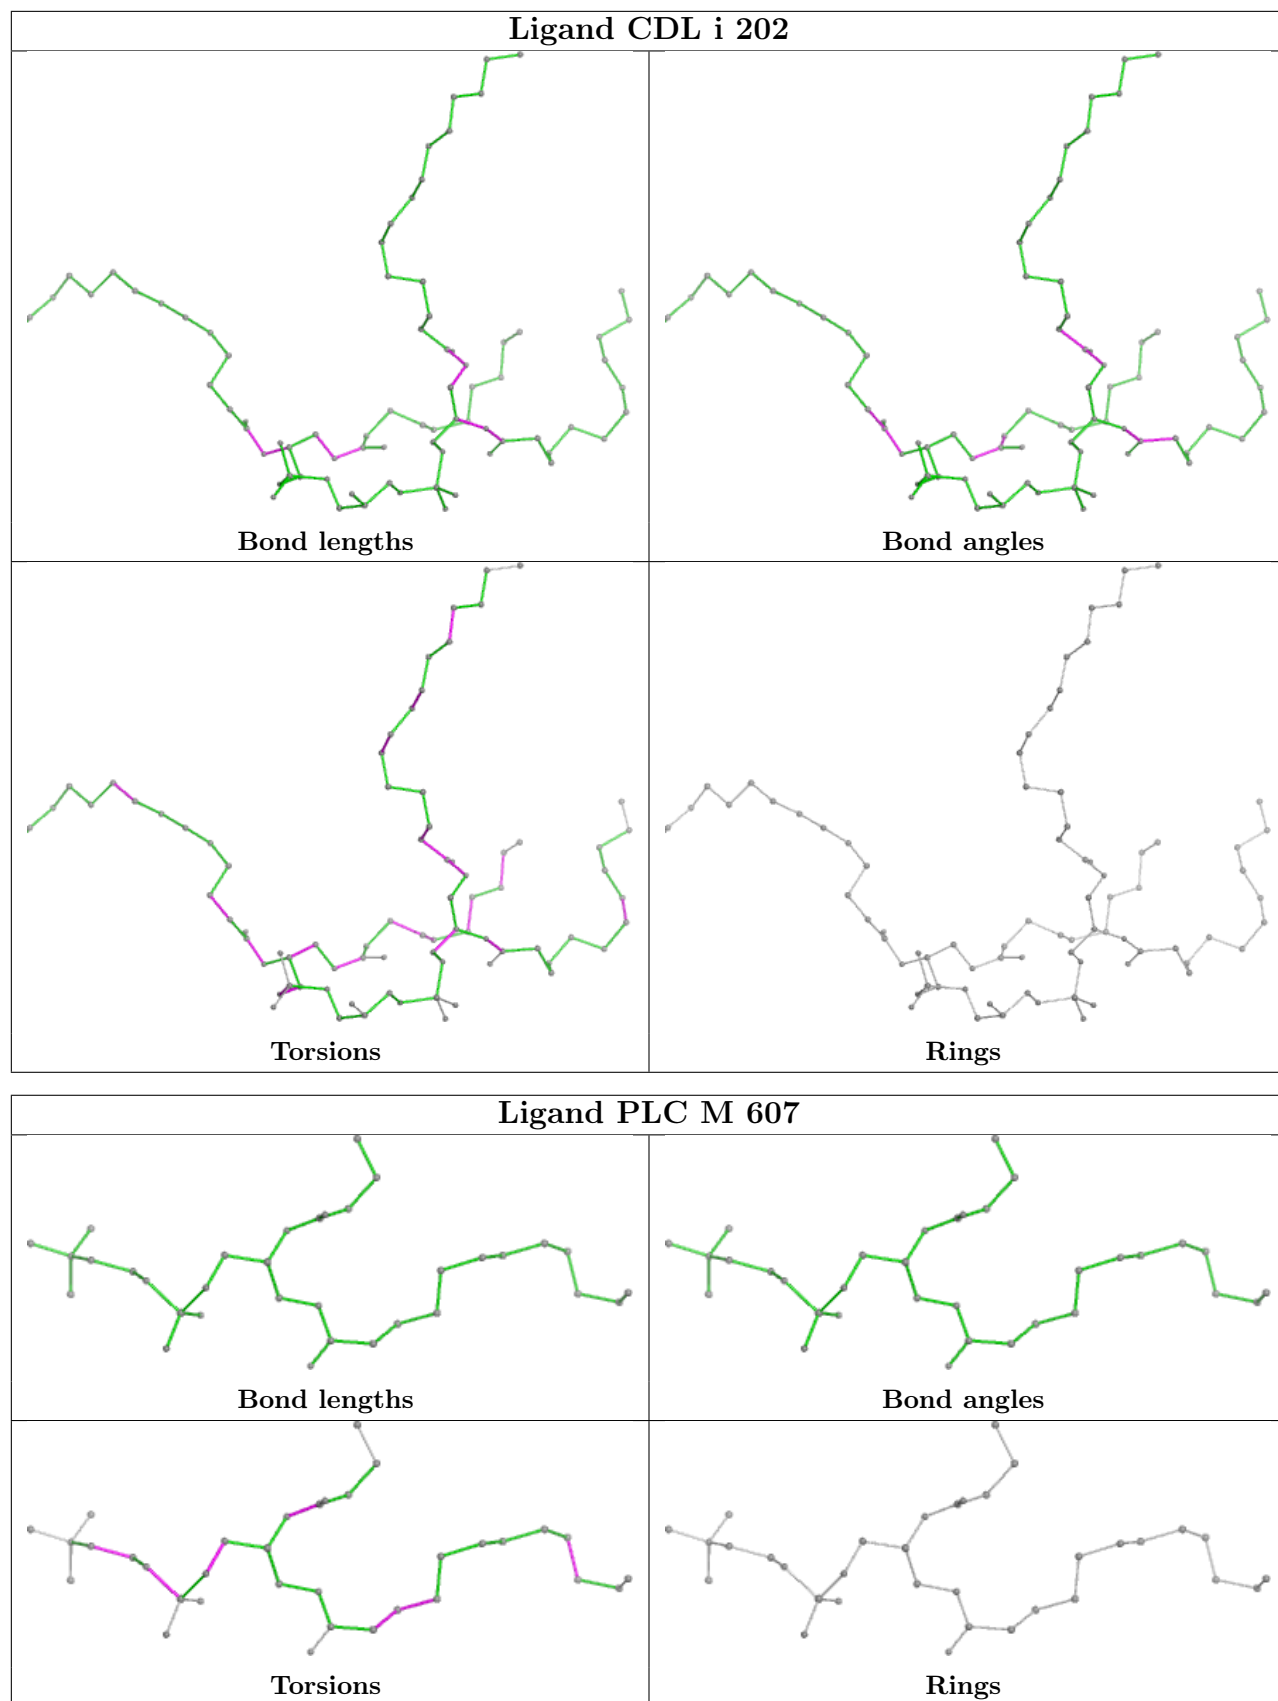 Ligand CDL i 202
Bond lengths
Bond angles
Torsions
Rings
Ligand PLC M 607
Bond lengths
Bond angles
Torsions
Rings